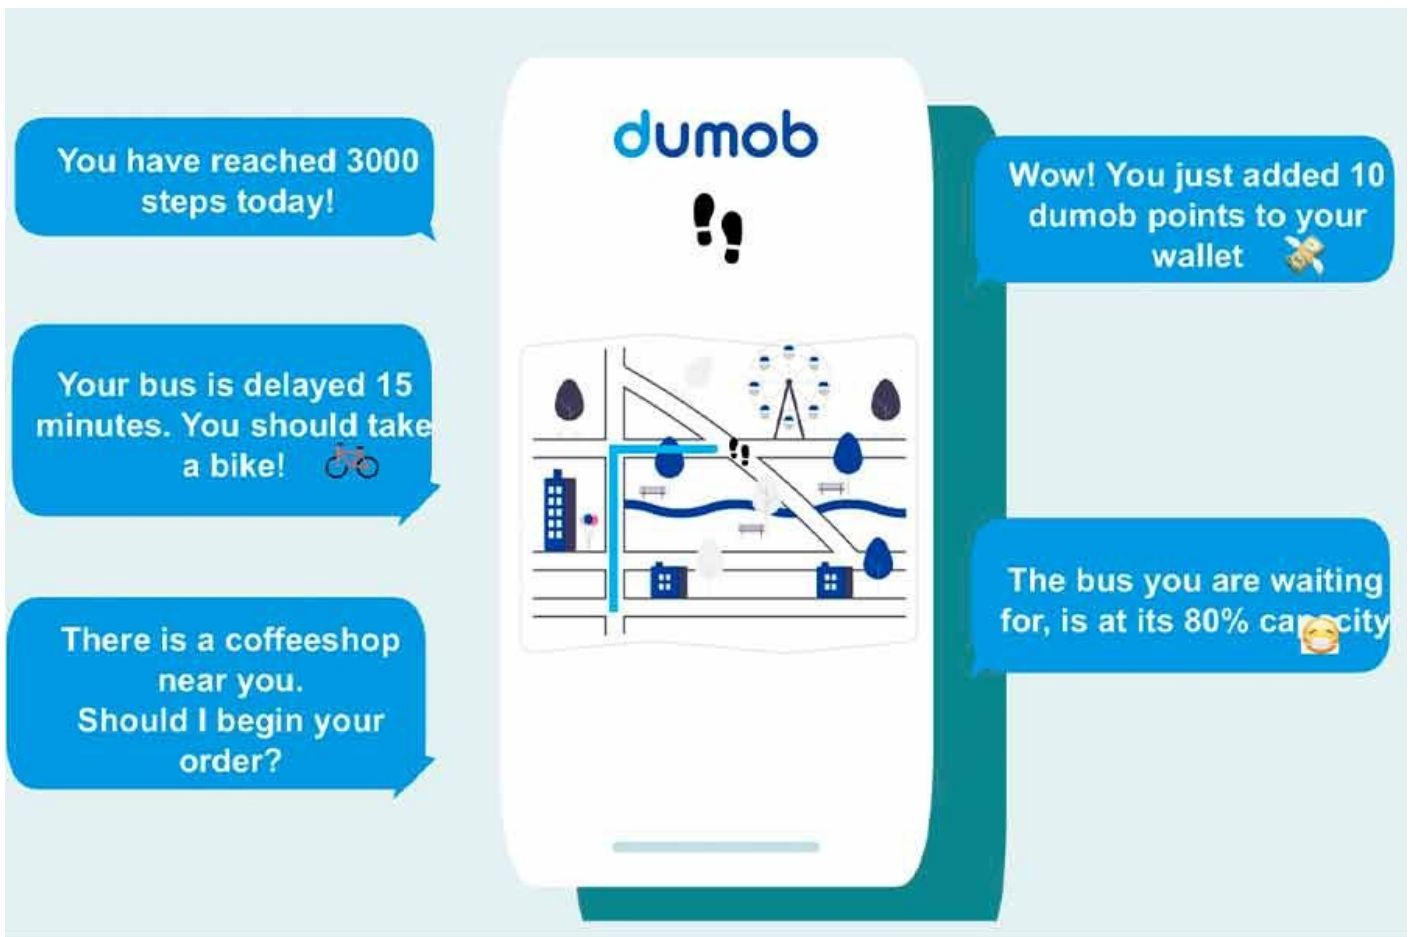 dumob
You have reached 3000
steps today!
Your bus is delayed 15
minutes. You should take
a bike!
There is a coffeeshop
near you.
Should I begin your
order?
Wow! You just added 10
dumob points to your
wallet
The bus you are waiting
for, is at its 80% capacity